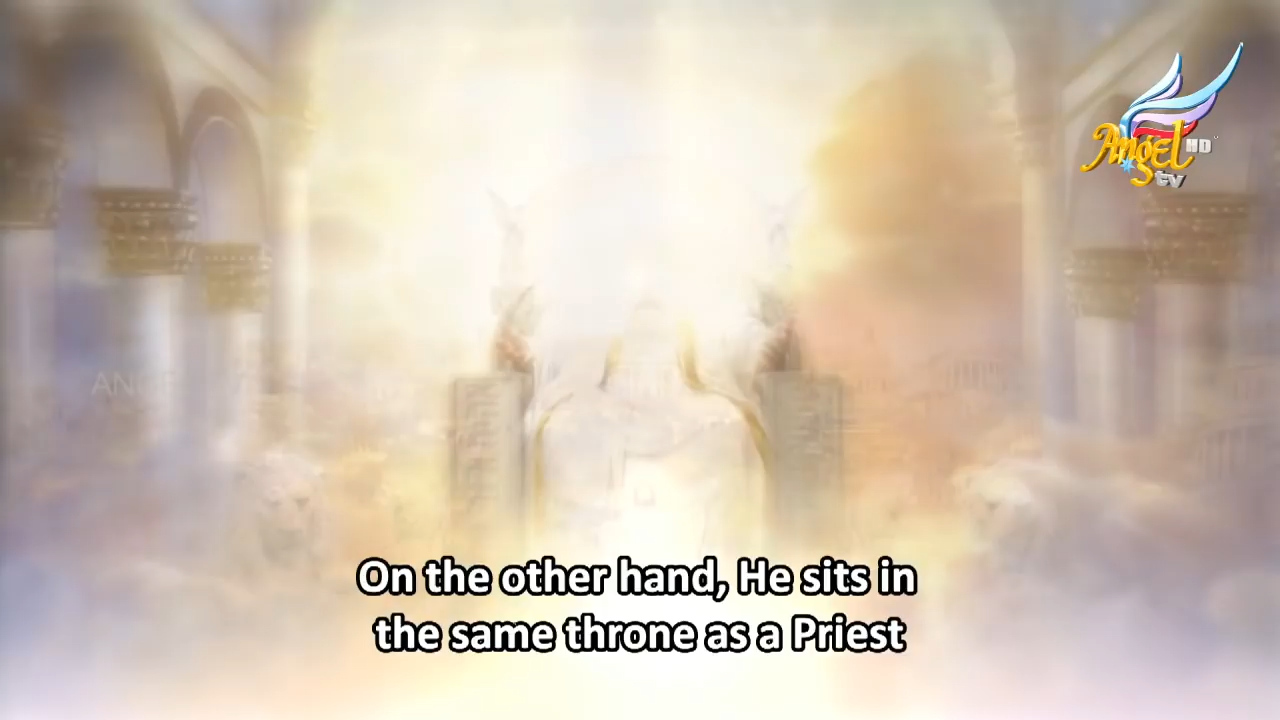 Angel HD
tv
On the other hand, He sits in
the same throne as a Priest